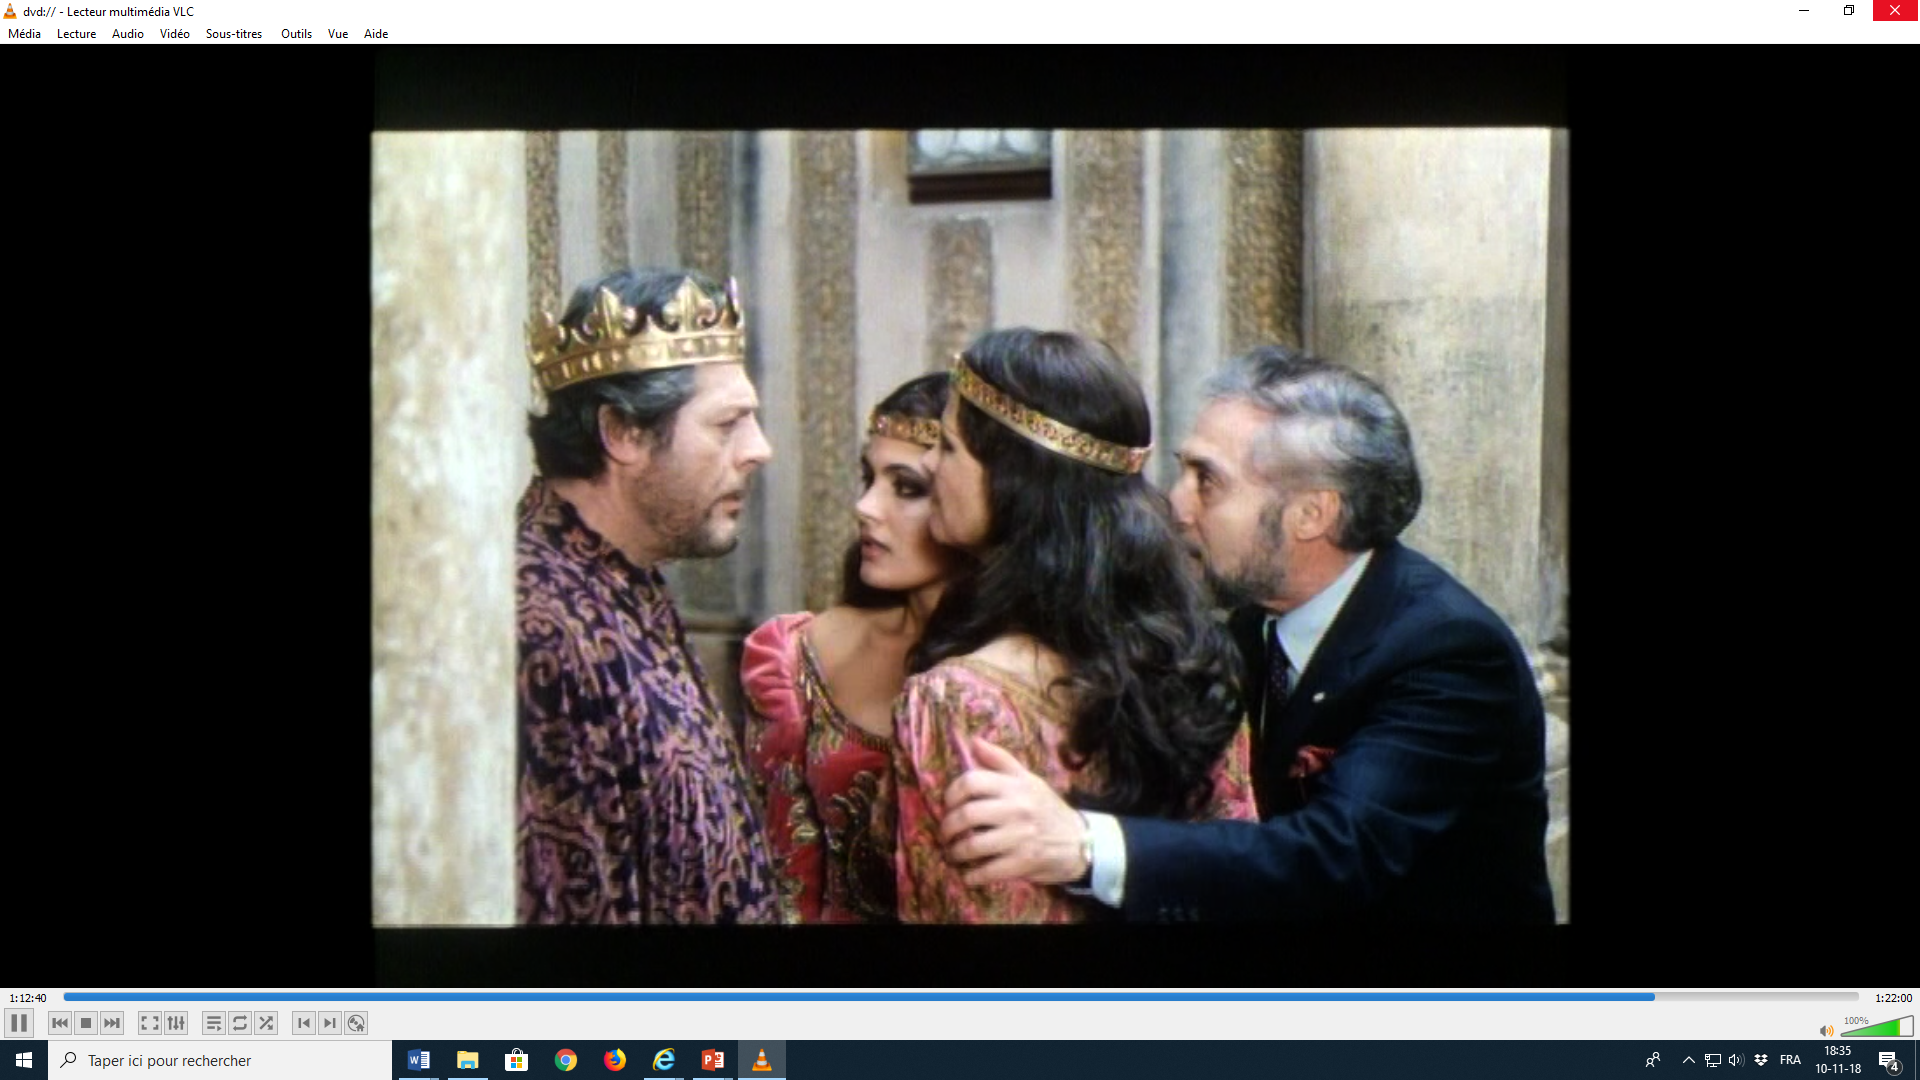 dvd:// - Lecteur multimédia VLC
Média Lecture Audio Vidéo Sous-titres Outils Vue Aide
1:12:40 1:22:00
100%
Taper ici pour rechercher
W
P
FRA
18:35
10-11-18
4